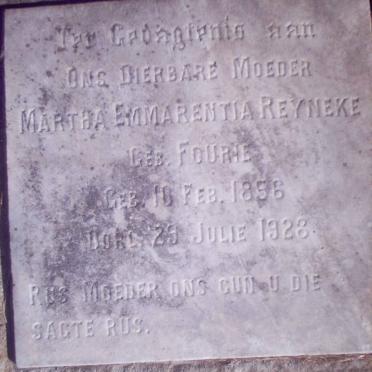 Ter Gedagtenis aan
Ons Dierbare Moeder
Martha Emmarentia Reyneke
Geb. Fourie
Geb. 10 Feb. 1856
Oorl. 25 Julie 1928
Rus Moeder ons gun u die
sagte rus.